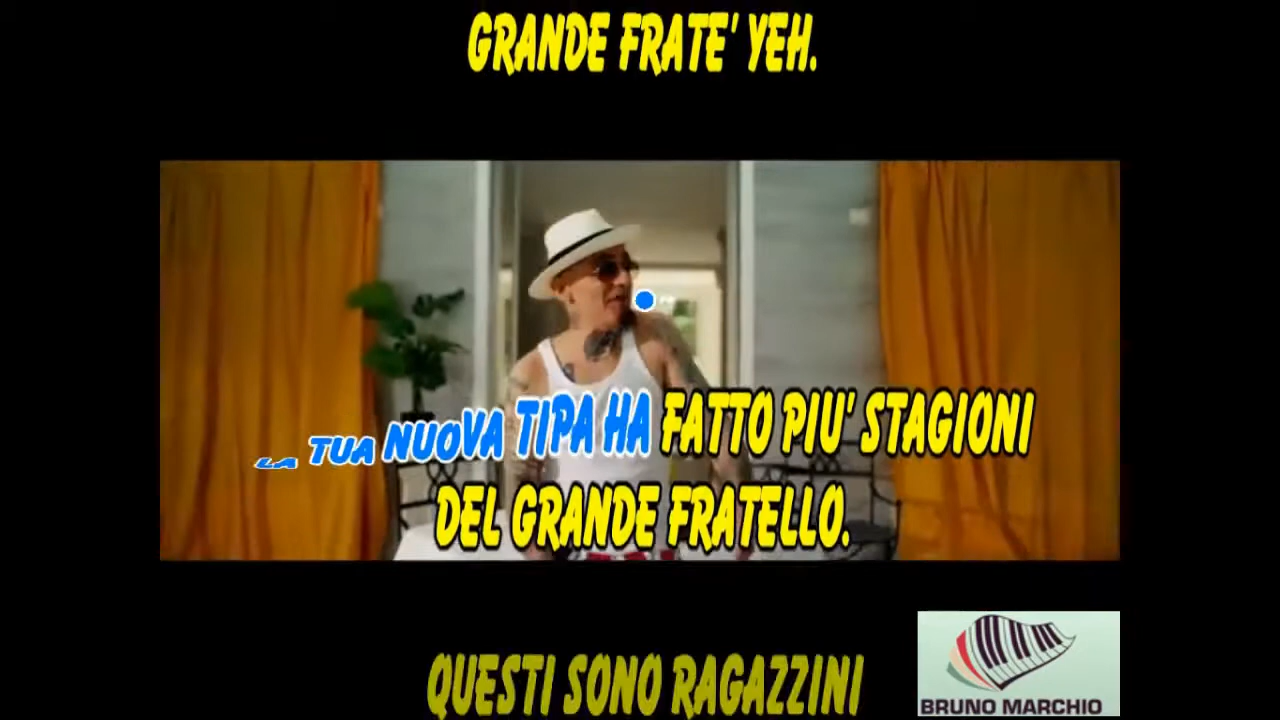 GRANDE FRATE' YEH.
LA TUA NUOVA TIPA HA FATTO PIU' STAGIONI
DEL GRANDE FRATELLO.
QUESTI SONO RAGAZZINI
BRUNO MARCHIO